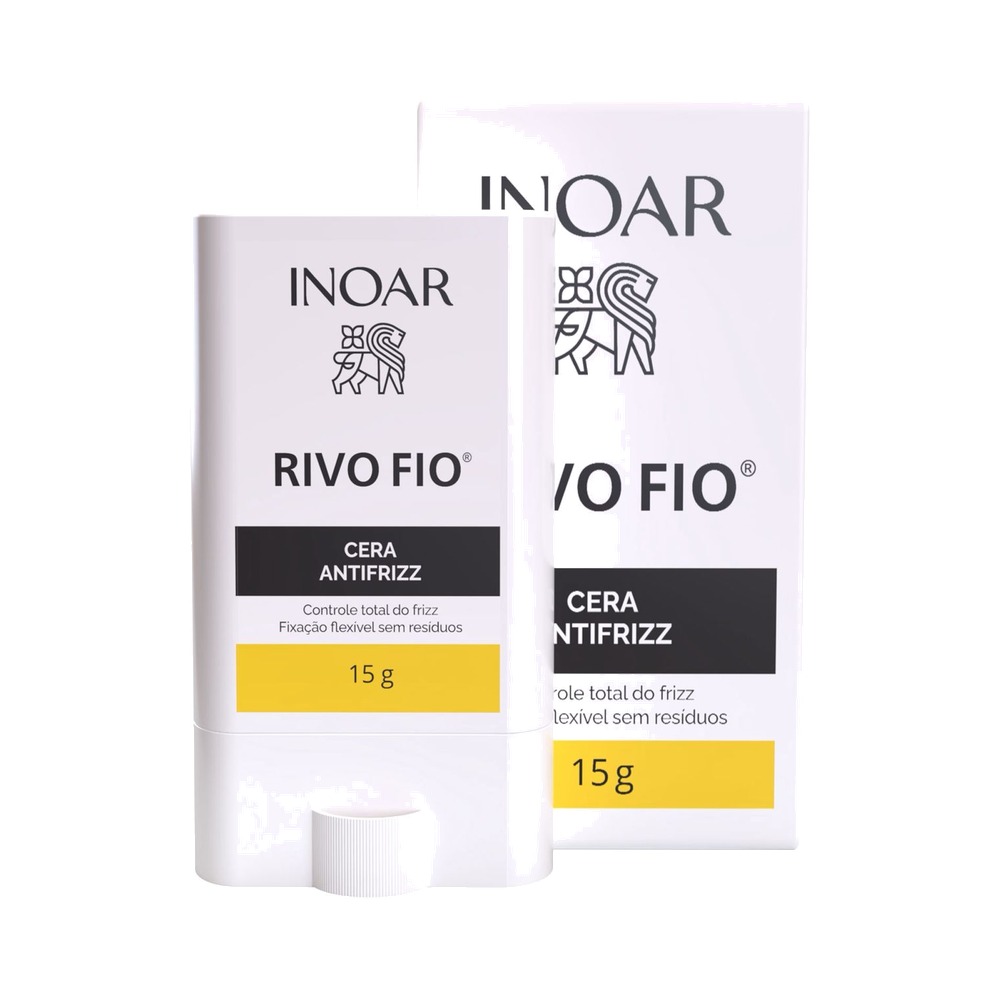 INOAR
RIVO FIO®
CERA
ANTIFRIZZ
Controle total do frizz
Fixação flexível sem resíduos
15 g
INOAR
VO FIO®
CERA
NTIFRIZZ
role total do frizz
lexível sem resíduos
15 g